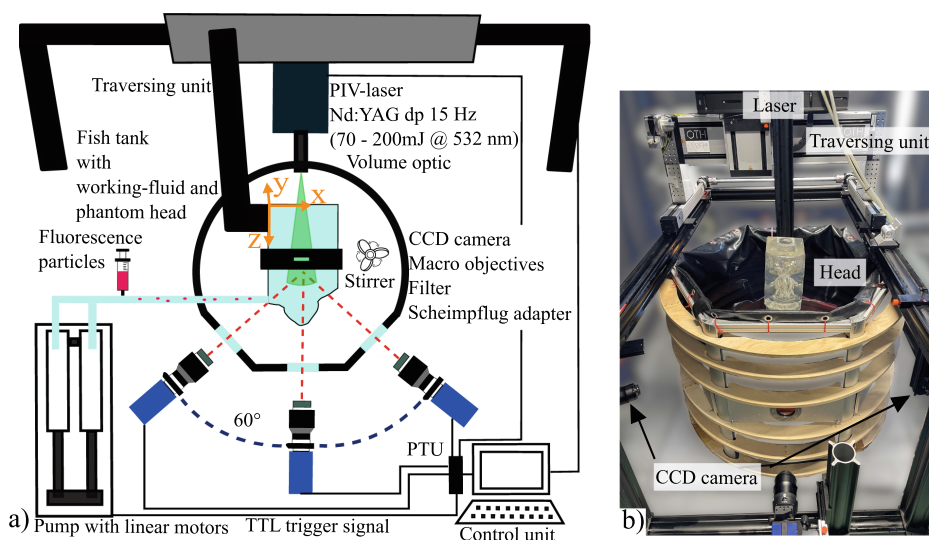 Traversing unit
PIV-laser
Nd:YAG dp 15 Hz
(70 - 200mJ @ 532 nm)
Volume optic
Fish tank
with
working-fluid and
phantom head
Fluorescence
particles
y
x
z
Stirrer
CCD camera
Macro objectives
Filter
Scheimpflug adapter
60°
PTU
a)
Pump with linear motors
TTL trigger signal
Control unit
Laser
OTH
Traversing unit
Head
CCD camera
b)